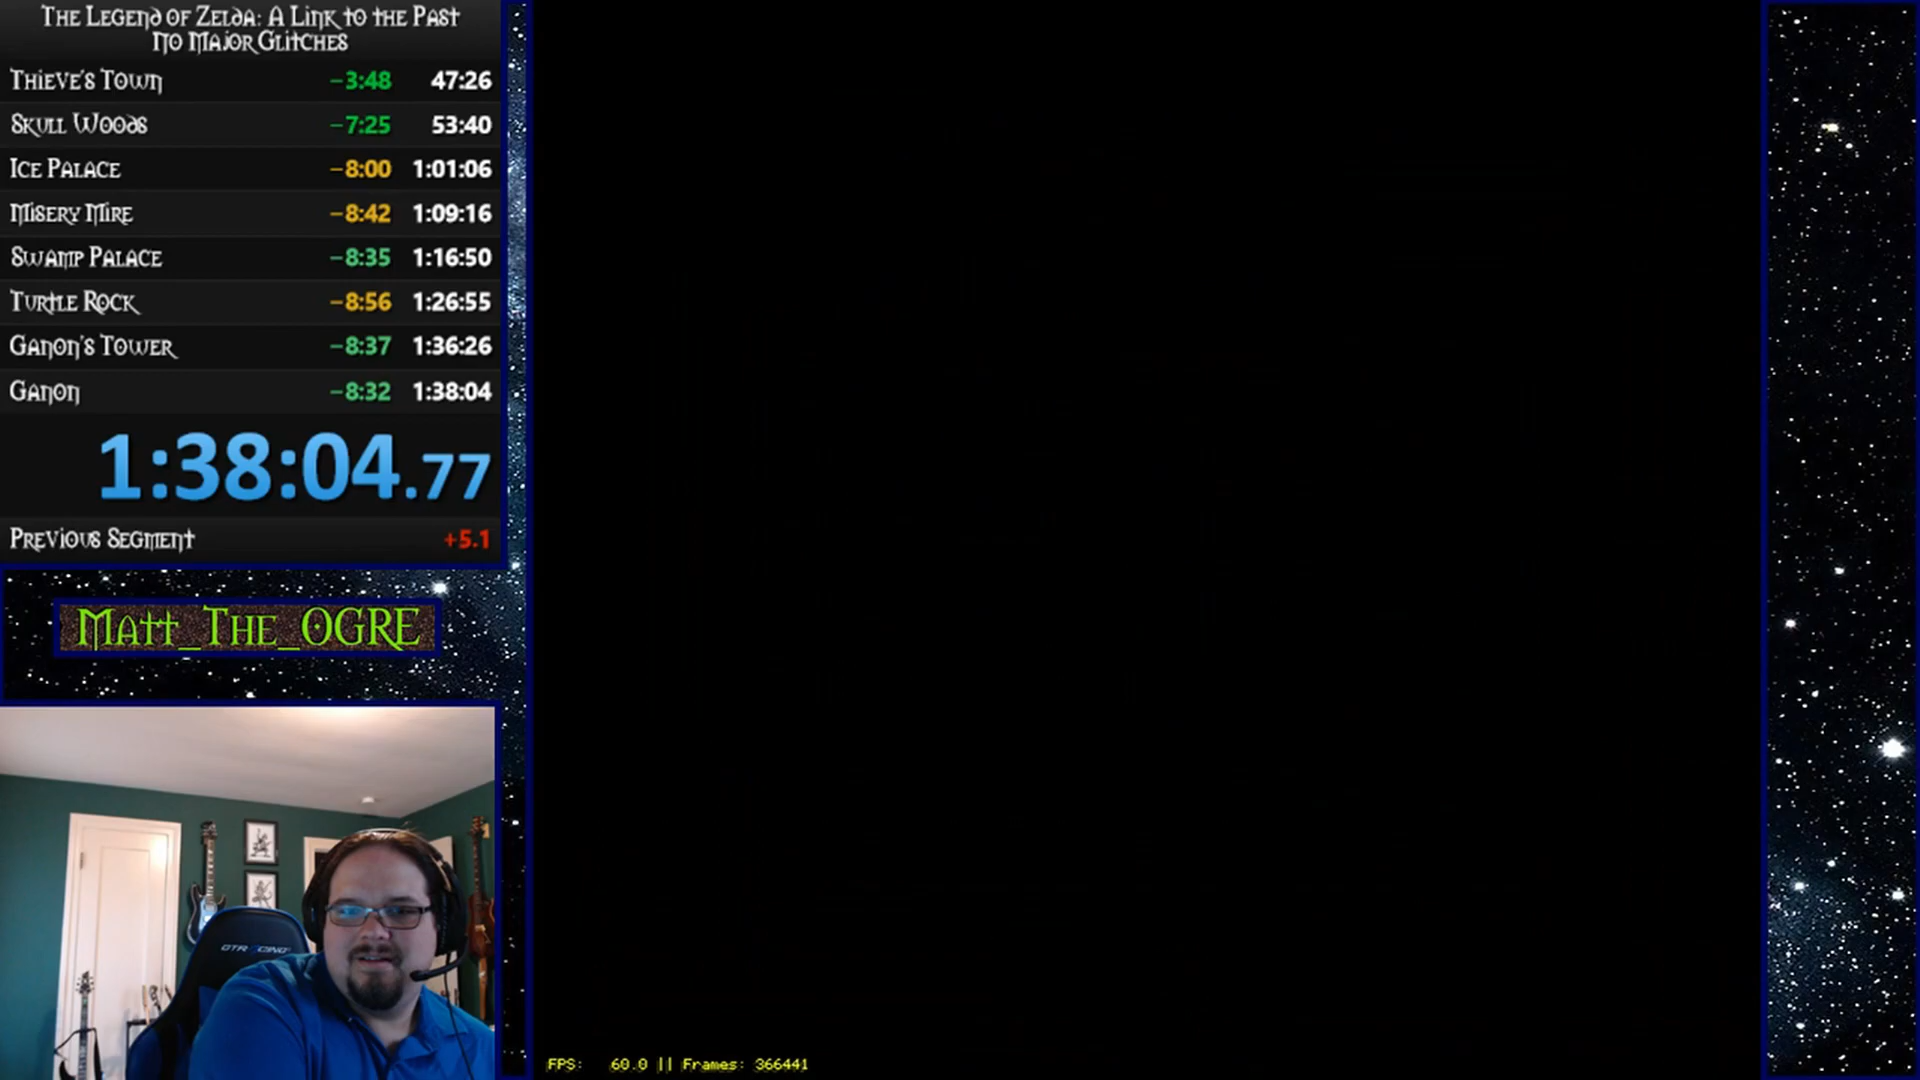 The Legend of Zelda: A Link to the Past
No Major Glitches
Thieve's Town −3:48 47:26
Skull Woods −7:25 53:40
Ice Palace −8:00 1:01:06
Misery Mire −8:42 1:09:16
Swamp Palace −8:35 1:16:50
Turtle Rock −8:56 1:26:55
Ganon's Tower −8:37 1:36:26
Ganon −8:32 1:38:04
1:38:04.77
Previous Segment +5.1
Matt_The_OGRE
GTRACING
FPS: 60.0 || Frames: 366441